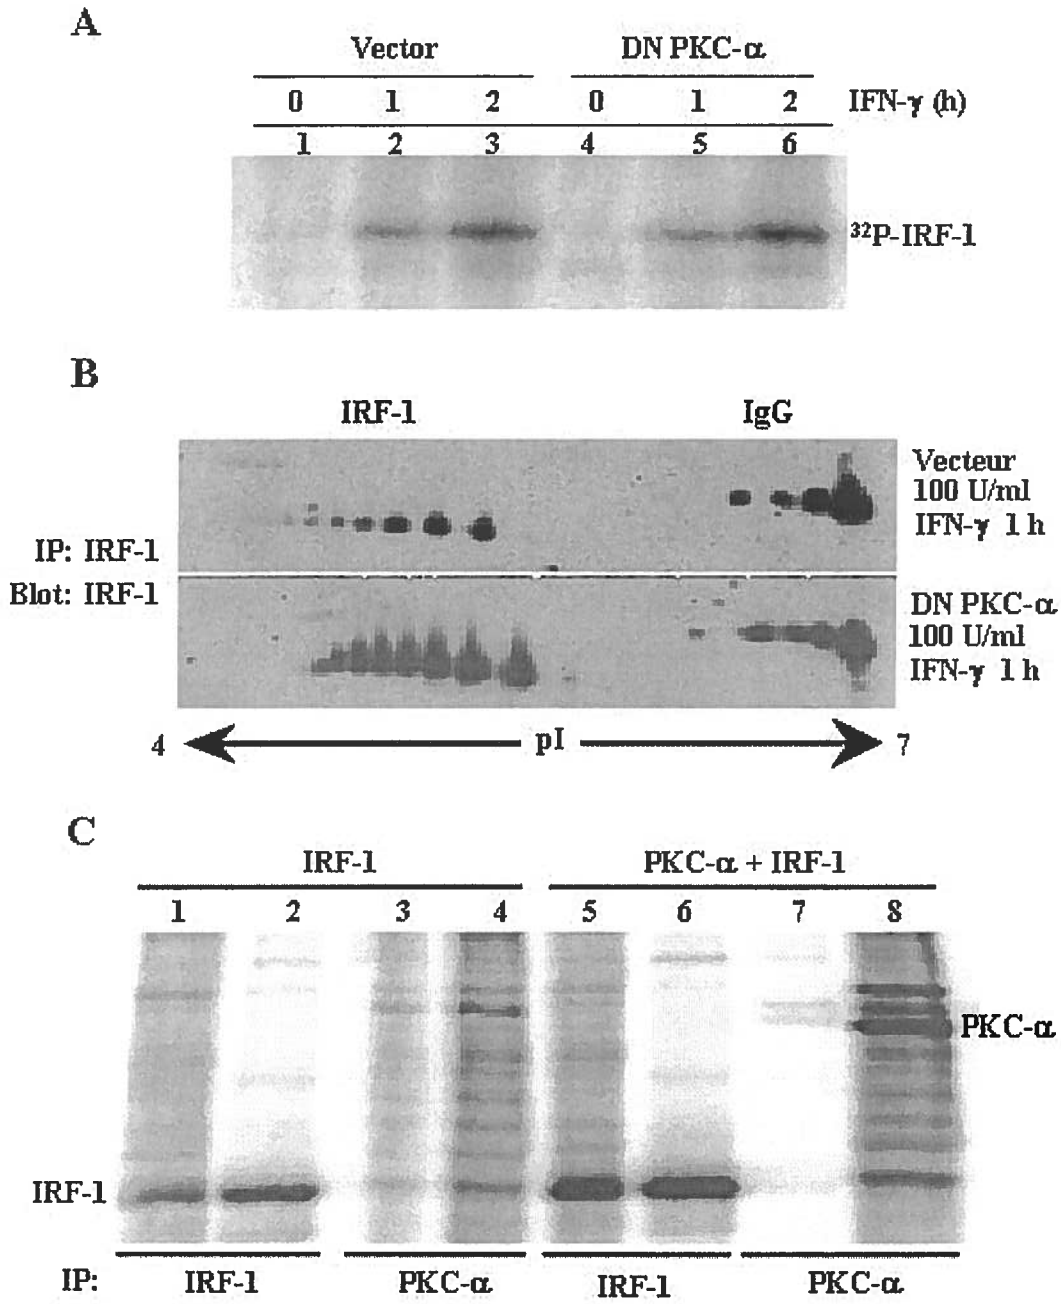 A
Vector DN PKC-α
0 1 2 0 1 2 IFN-γ (h)
1 2 3 4 5 6
³²P-IRF-1
B
IRF-1 IgG
Vecteur
100 U/ml
IFN-γ 1 h
IP: IRF-1
Blot: IRF-1
DN PKC-α
100 U/ml
IFN-γ 1 h
4 pI 7
C
IRF-1 PKC-α + IRF-1
1 2 3 4 5 6 7 8
PKC-α
IRF-1
IP: IRF-1 PKC-α IRF-1 PKC-α